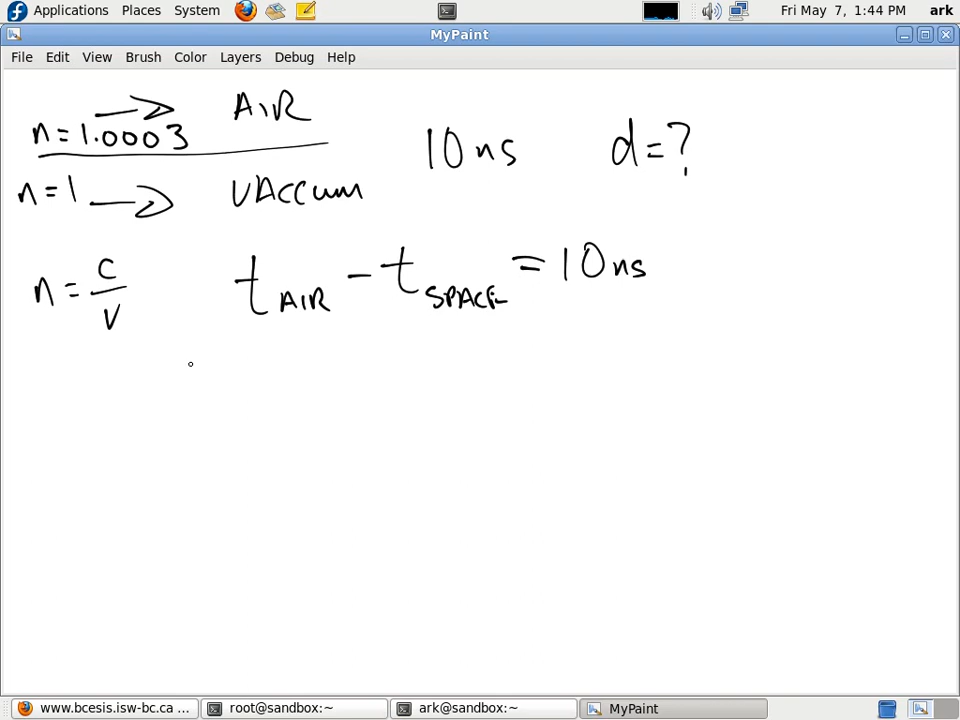 Applications Places System Fri May 7, 1:44 PM ark
MyPaint
File Edit View Brush Color Layers Debug Help
n = 1.0003 AIR
10 ns d = ?
n = 1 VAccum
n = c/v t AIR - t SPACE = 10 ns
www.bcesis.isw-bc.ca ... root@sandbox:~ ark@sandbox:~ MyPaint